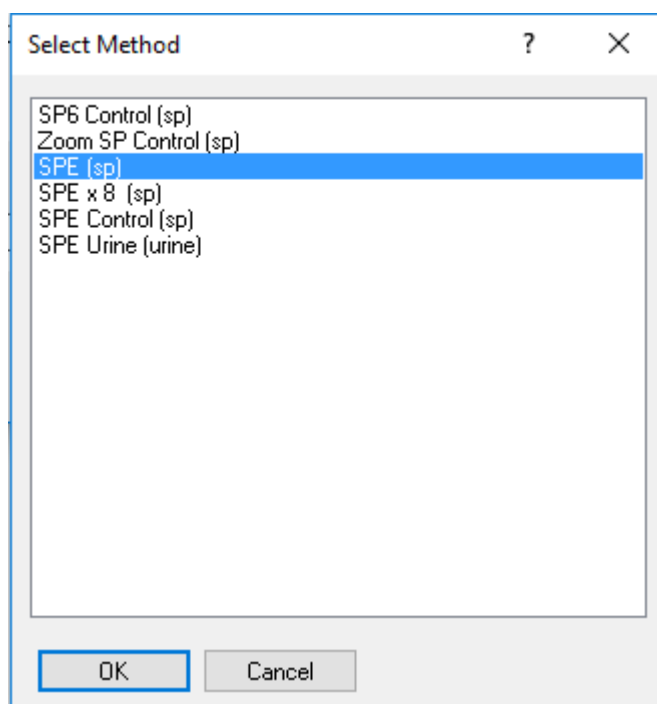 Select Method ?
SP6 Control (sp)
Zoom SP Control (sp)
SPE (sp)
SPE x 8 (sp)
SPE Control (sp)
SPE Urine (urine)
OK Cancel